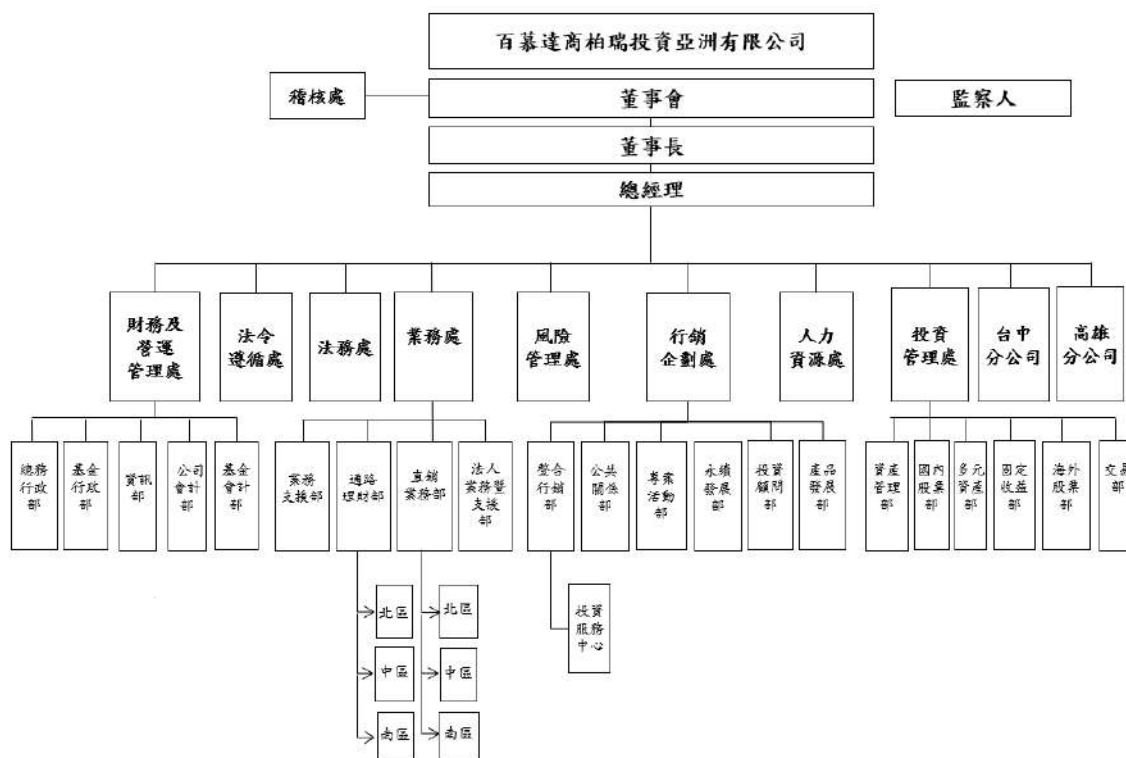 百慕達商柏瑞投資亞洲有限公司
稽核處
董事會
監察人
董事長
總經理
財務及
營運
管理處
法令
遵循處
法務處
業務處
風險
管理處
行銷
企劃處
人力
資源處
投資
管理處
台中
分公司
高雄
分公司
總務
行政
部
基金
行政
部
資訊
部
公司
會計
部
基金
會計
部
業務
支援部
通路
理財部
直銷
業務部
法人
業務暨
支援
部
整合
行銷
部
公共
關係
部
專案
活動
部
永續
發展
部
投資
顧問
部
產品
發展
部
資產
管理
部
國內
股票
部
多元
資產
部
固定
收益
部
海外
股票
部
交易
部
北區
北區
投資
服務
中心
中區
中區
南區
南區